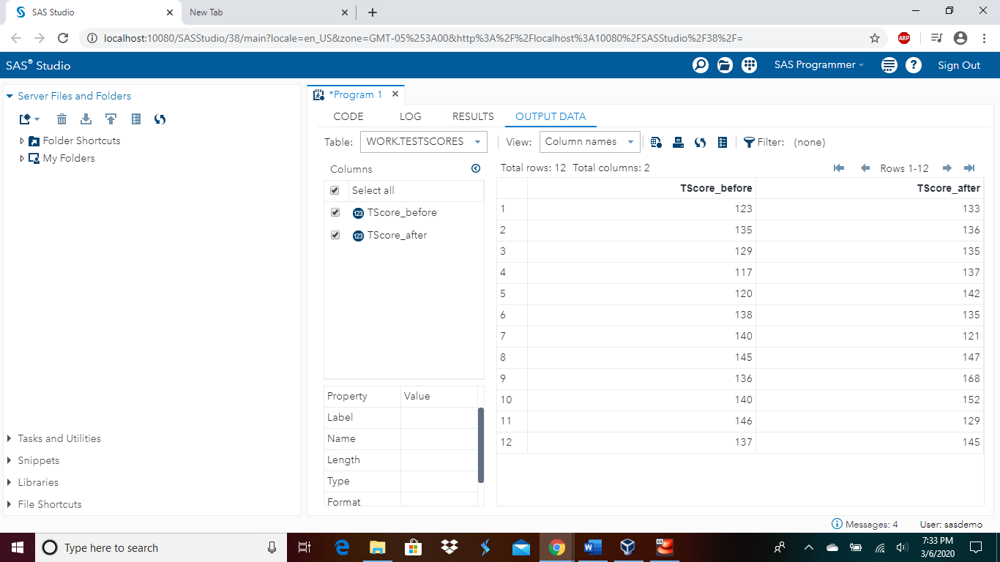 SAS Studio
New Tab
localhost:10080/SASStudio/38/main?locale=en_US&zone=GMT-05%253A00&http%3A%2F%2Flocalhost%3A10080%2FSASStudio%2F38%2F=
ABP
SAS® Studio
SAS Programmer
Sign Out
Server Files and Folders
Folder Shortcuts
My Folders
Tasks and Utilities
Snippets
Libraries
File Shortcuts
*Program 1
CODE LOG RESULTS OUTPUT DATA
Table: WORK.TESTSCORES View: Column names Filter: (none)
Columns
Select all
123 TScore_before
123 TScore_after
Property Value
Label
Name
Length
Type
Format
Total rows: 12 Total columns: 2 Rows 1-12
TScore_before TScore_after
1 123 133
2 135 136
3 129 135
4 117 137
5 120 142
6 138 135
7 140 121
8 145 147
9 136 168
10 140 152
11 146 129
12 137 145
Messages: 4 User: sasdemo
Type here to search
7:33 PM
3/6/2020